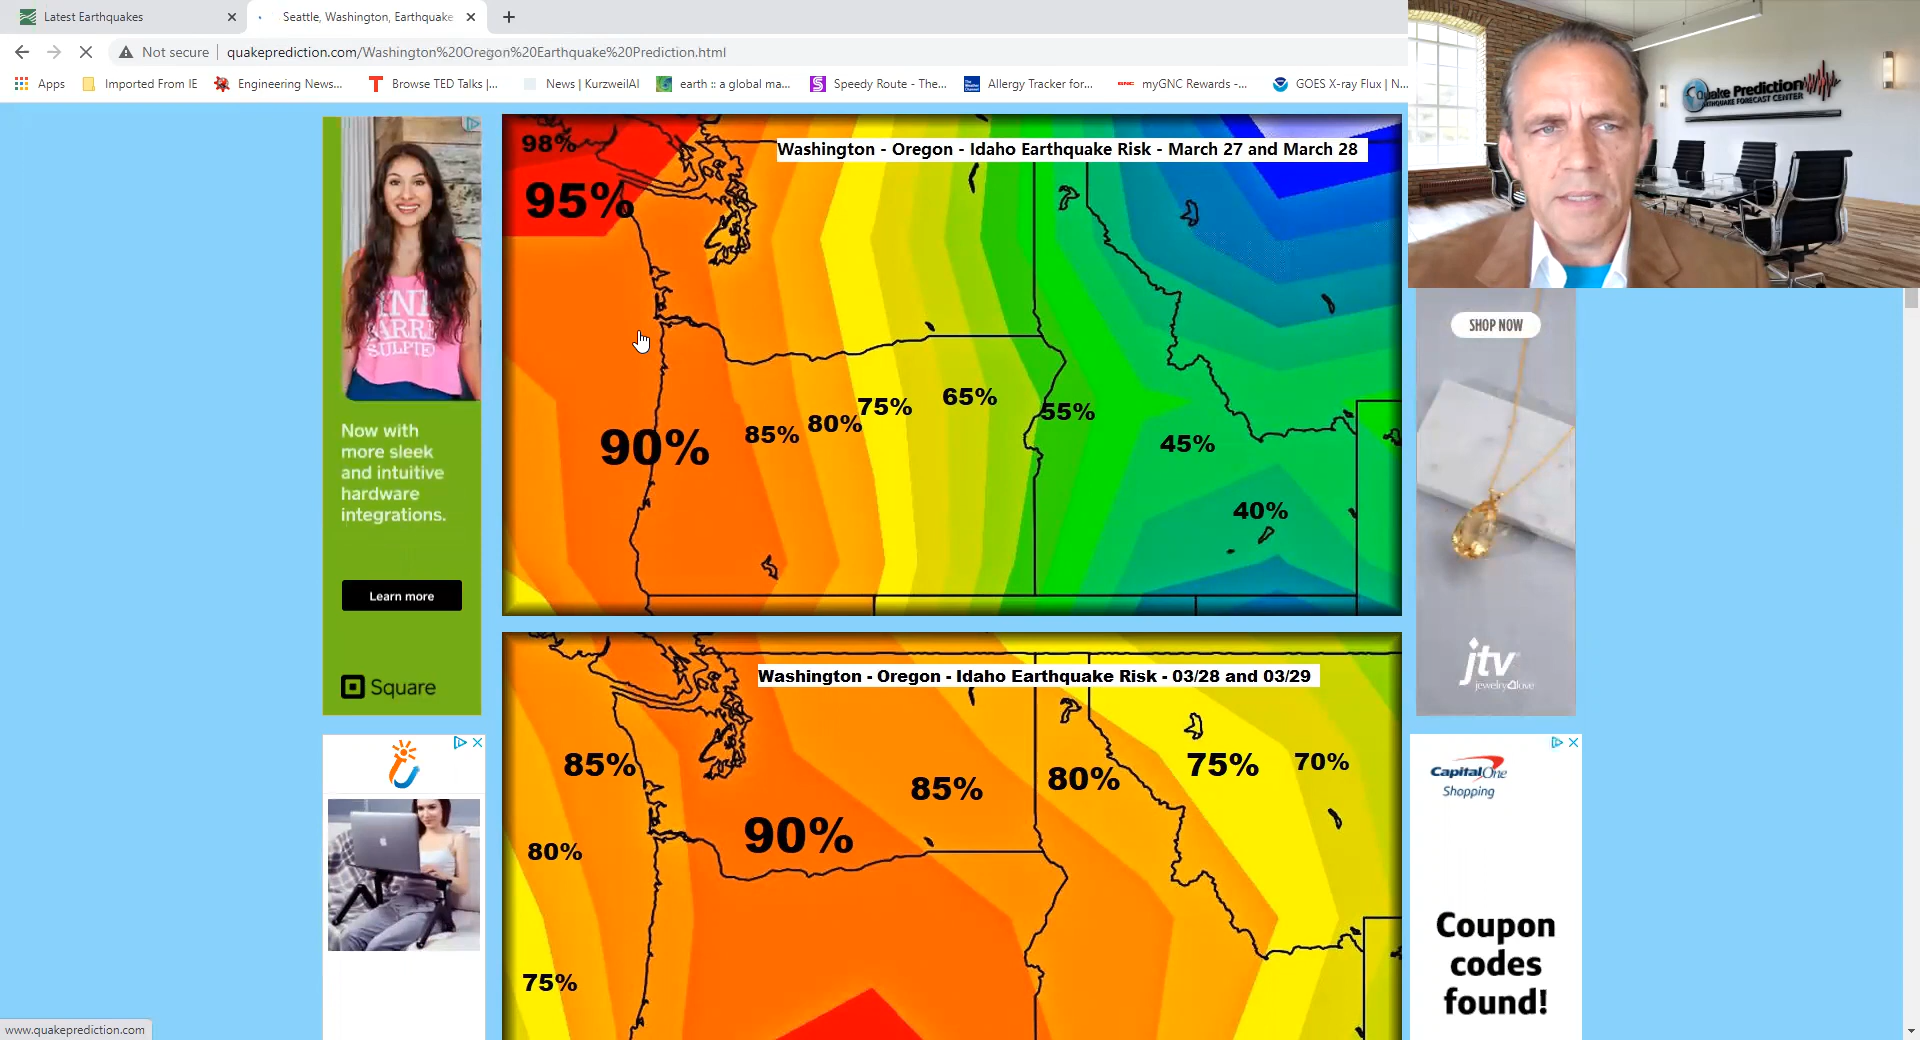 Latest Earthquakes
Seattle, Washington, Earthquake
Not secure
quakeprediction.com/Washington%20Oregon%20Earthquake%20Prediction.html
Apps
Imported From IE
Engineering News...
Browse TED Talks |...
News | KurzweilAI
earth :: a global ma...
Speedy Route - The...
Allergy Tracker for...
myGNC Rewards -...
GOES X-ray Flux | N...
Quake Prediction
EARTHQUAKE FORECAST CENTER
Washington - Oregon - Idaho Earthquake Risk - March 27 and March 28
98%
95%
90%
85%
80%
75%
65%
55%
45%
40%
Now with
more sleek
and intuitive
hardware
integrations.
Learn more
Square
SHOP NOW
jtv
jewelry love
Washington - Oregon - Idaho Earthquake Risk - 03/28 and 03/29
85%
90%
85%
80%
75%
70%
80%
75%
Capital One
Shopping
Coupon
codes
found!
www.quakeprediction.com